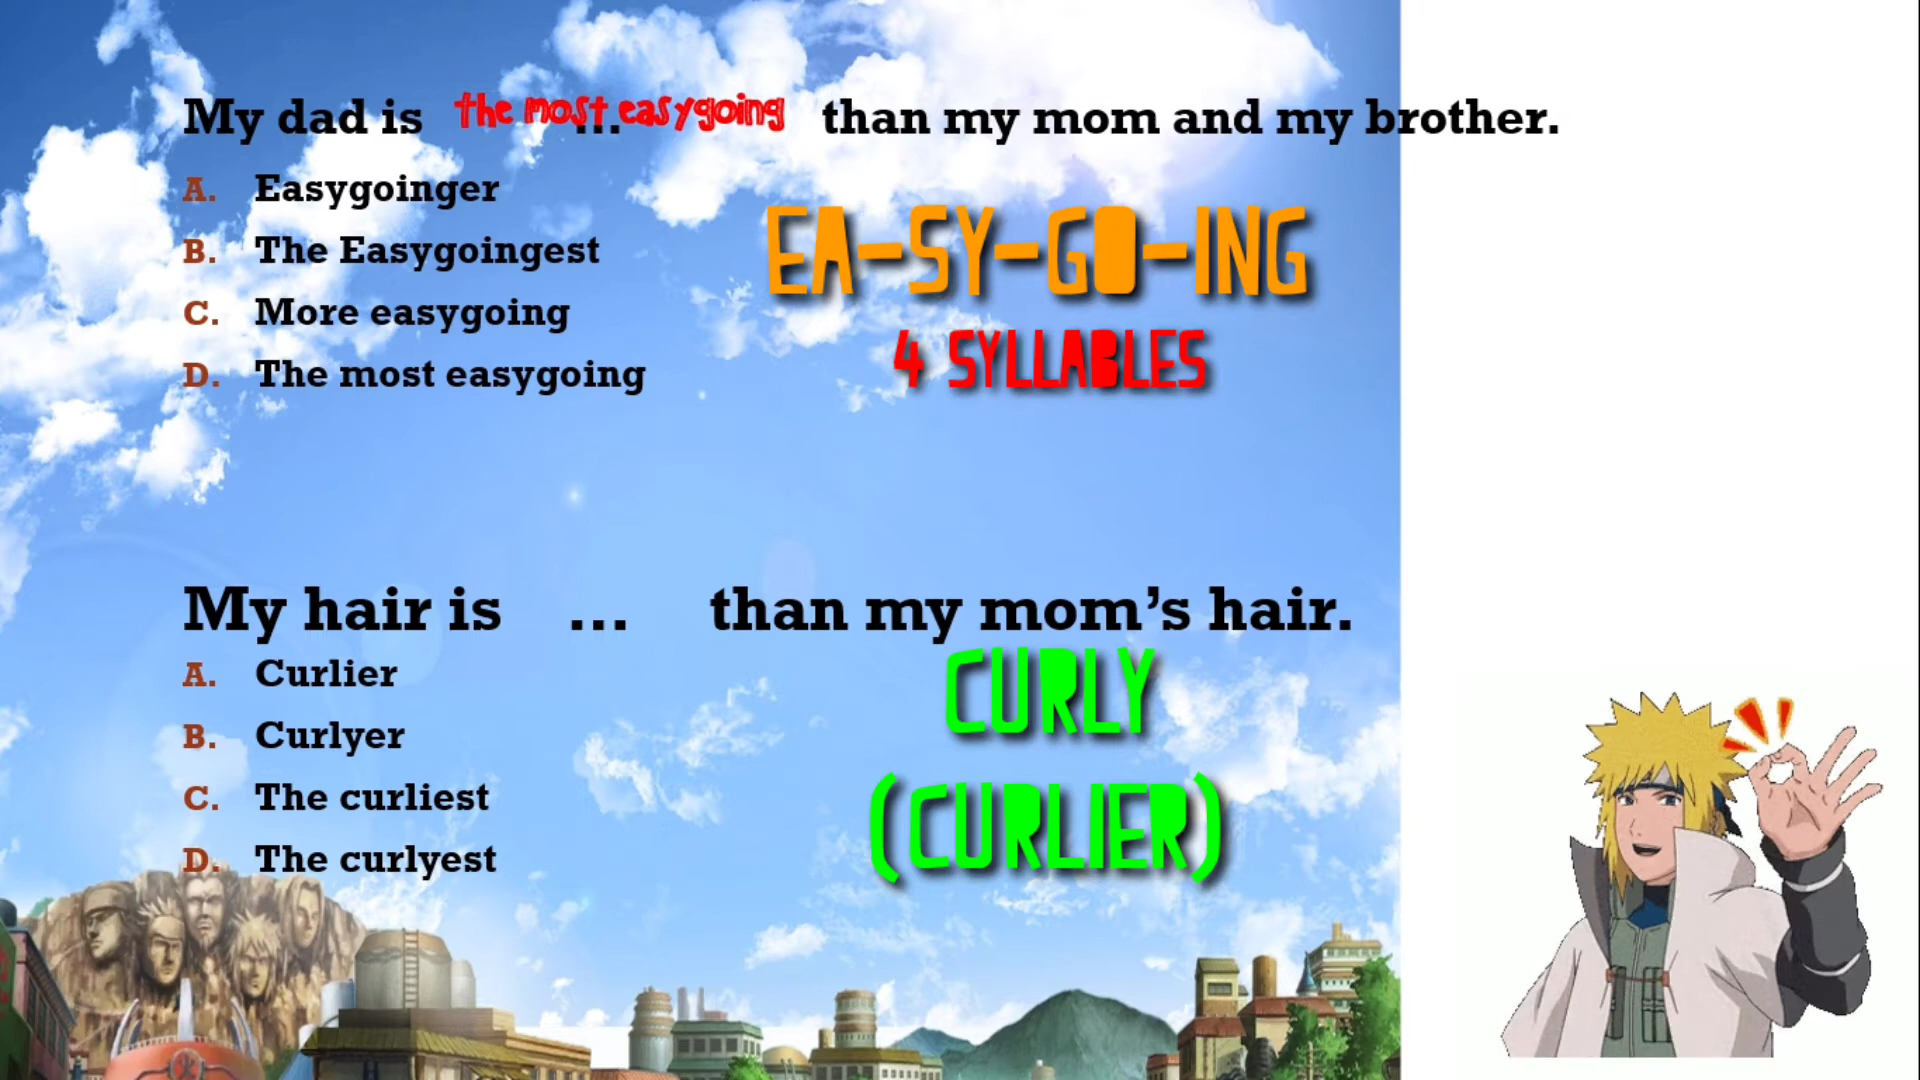 My dad is the most easygoing ... than my mom and my brother.
A. Easygoinger
B. The Easygoingest
C. More easygoing
D. The most easygoing
EA-SY-GO-ING
4 SYLLABLES
My hair is ... than my mom’s hair.
A. Curlier
B. Curlyer
C. The curliest
D. The curlyest
CURLY
(CURLIER)